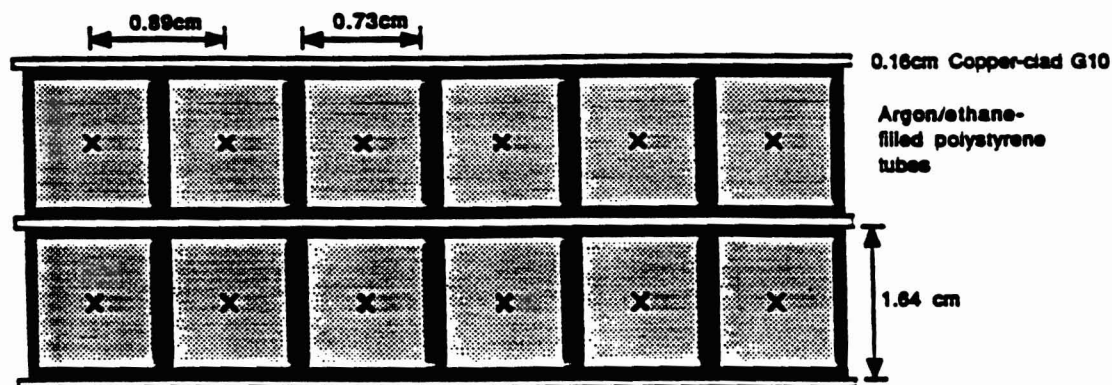 0.89cm
0.73cm
0.16cm Copper-clad G10
Argon/ethane-
filled polystyrene
tubes
1.64 cm